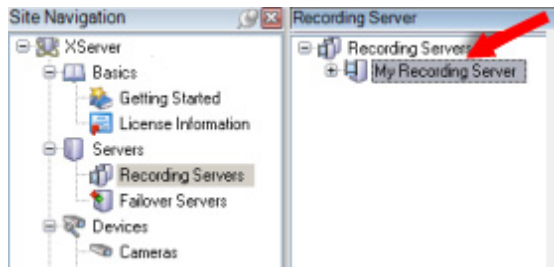 Site Navigation
XServer
Basics
Getting Started
License Information
Servers
Recording Servers
Failover Servers
Devices
Cameras
Recording Server
Recording Servers
My Recording Server